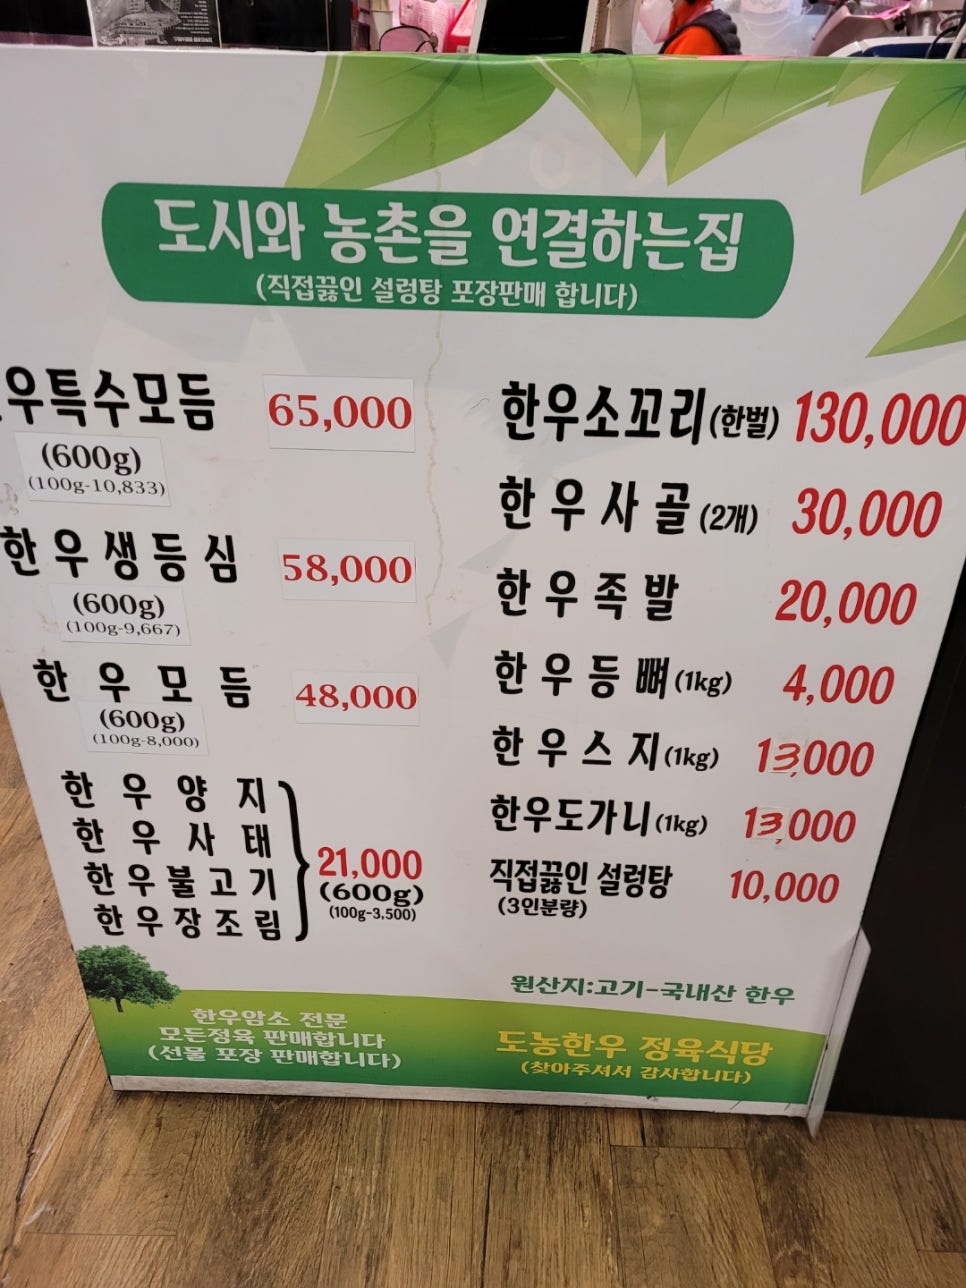 도시와 농촌을 연결하는집
(직접끓인 설렁탕 포장판매 합니다)
우특수모듬 65,000
(600g)
(100g-10,833)
한우생등심 58,000
(600g)
(100g-9,667)
한우모듬 48,000
(600g)
(100g-8,000)
한우양지
한우사태
한우불고기
한우장조림
21,000
(600g)
(100g-3,500)
한우소꼬리(한벌) 130,000
한우사골(2개) 30,000
한우족발 20,000
한우등뼈(1kg) 4,000
한우스지(1kg) 13,000
한우도가니(1kg) 13,000
직접끓인 설렁탕 10,000
(3인분량)
원산지:고기-국내산 한우
한우암소 전문
모든정육 판매합니다
(선물 포장 판매합니다)
도농한우 정육식당
(찾아주셔서 감사합니다)